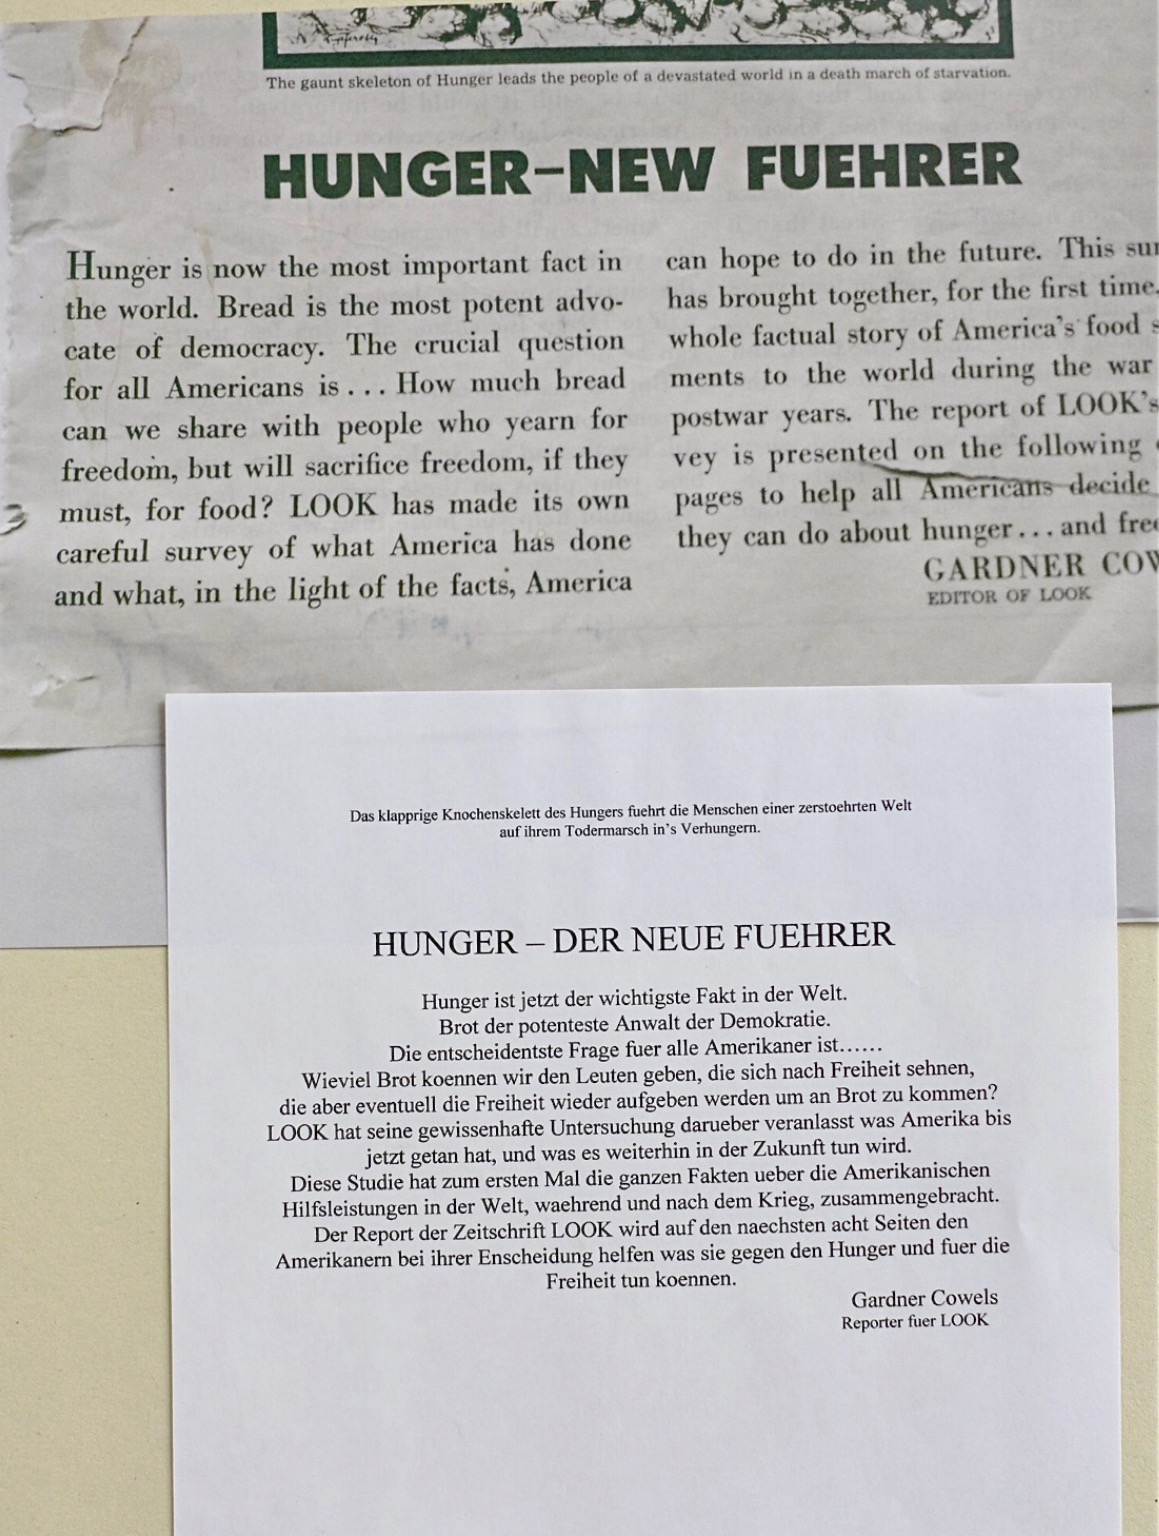 The gaunt skeleton of Hunger leads the people of a devastated world in a death march of starvation.
HUNGER–NEW FUEHRER
Hunger is now the most important fact in
the world. Bread is the most potent advo-
cate of democracy. The crucial question
for all Americans is . . . How much bread
can we share with people who yearn for
freedom, but will sacrifice freedom, if they
must, for food? LOOK has made its own
careful survey of what America has done
and what, in the light of the facts, America
can hope to do in the future. This
has brought together, for the first time,
whole factual story of America's food
ments to the world during the war
postwar years. The report of LOOK's
vey is presented on the following
pages to help all Americans decide
they can do about hunger . . . and
GARDNER
EDITOR OF LOOK
Das klapprige Knochenskelett des Hungers fuehrt die Menschen einer zerstoehrten Welt
auf ihrem Todermarsch in's Verhungern.
HUNGER – DER NEUE FUEHRER
Hunger ist jetzt der wichtigste Fakt in der Welt.
Brot der potenteste Anwalt der Demokratie.
Die entscheidentste Frage fuer alle Amerikaner ist……
Wieviel Brot koennen wir den Leuten geben, die sich nach Freiheit sehnen,
die aber eventuell die Freiheit wieder aufgeben werden um an Brot zu kommen?
LOOK hat seine gewissenhafte Untersuchung darueber veranlasst was Amerika bis
jetzt getan hat, und was es weiterhin in der Zukunft tun wird.
Diese Studie hat zum ersten Mal die ganzen Fakten ueber die Amerikanischen
Hilfsleistungen in der Welt, waehrend und nach dem Krieg, zusammengebracht.
Der Report der Zeitschrift LOOK wird auf den naechsten acht Seiten den
Amerikanern bei ihrer Enscheidung helfen was sie gegen den Hunger und fuer die
Freiheit tun koennen.
Gardner Cowels
Reporter fuer LOOK